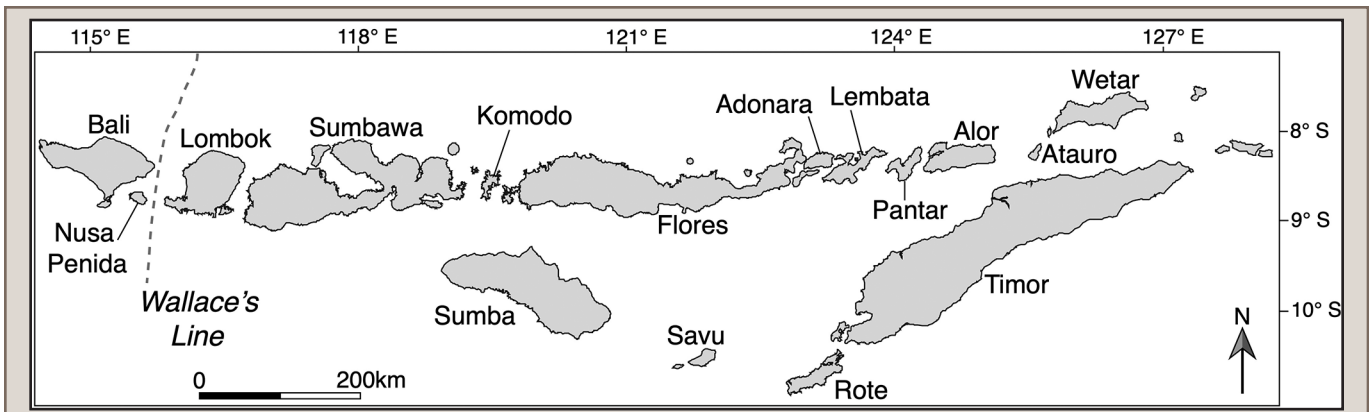 115° E
118° E
121° E
124° E
127° E
Wetar
Adonara
Lembata
Komodo
Bali
Lombok
Sumbawa
Alor
8° S
Atauro
Pantar
9° S
Flores
Nusa
Penida
Timor
Wallace's
Line
Sumba
10° S
N
Savu
0
200km
Rote